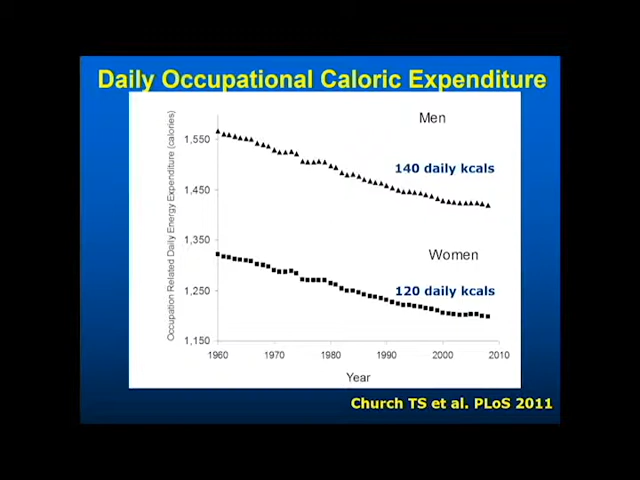 Daily Occupational Caloric Expenditure
Occupation Related Daily Energy Expenditure (calories)
Men
1,550
140 daily kcals
1,450
1,350
Women
1,250
120 daily kcals
1,150
1960 1970 1980 1990 2000 2010
Year
Church TS et al. PLoS 2011